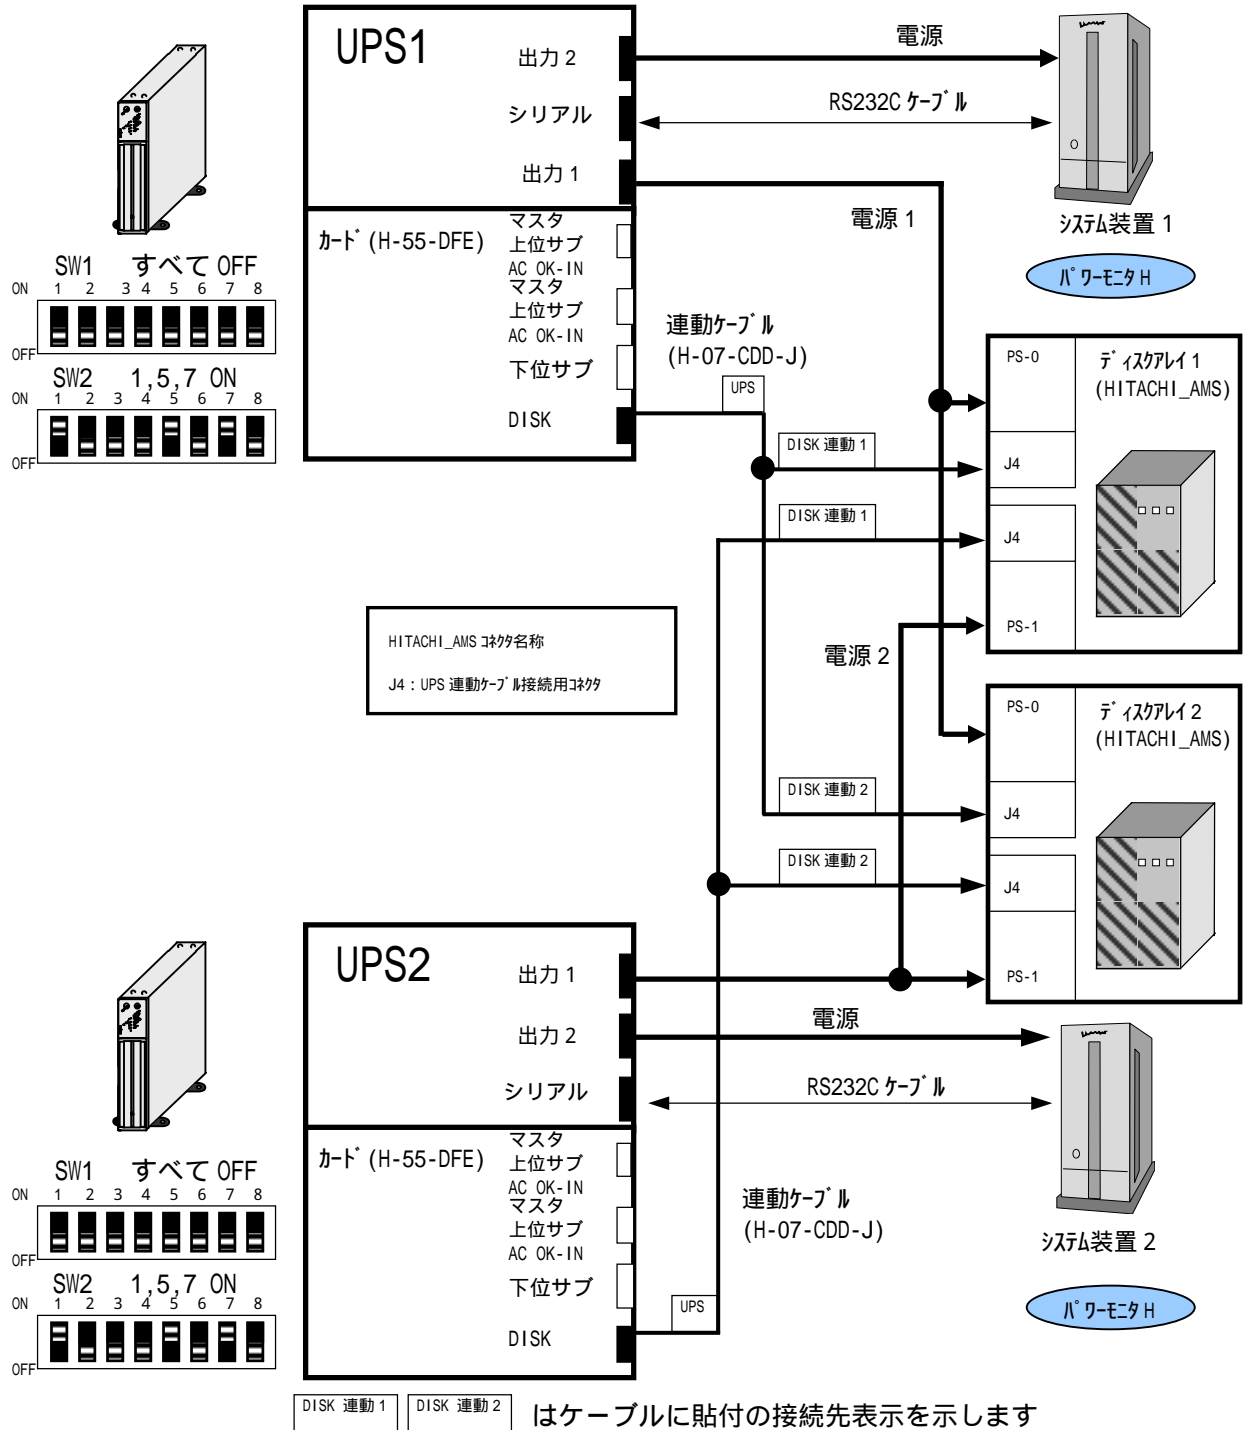 UPS1
出力 2
シリアル
出力 1
電源
RS232C ケーブル
電源 1
システム装置 1
パワーモニタ H
SW1 すべて OFF
ON 1 2 3 4 5 6 7 8
OFF
SW2 1,5,7 ON
ON 1 2 3 4 5 6 7 8
OFF
カード (H-55-DFE)
マスタ
上位サブ
AC OK-IN
マスタ
上位サブ
AC OK-IN
下位サブ
DISK
連動ケーブル
(H-07-CDD-J)
UPS
DISK 連動 1
DISK 連動 1
PS-0
J4
J4
PS-1
ディスクアレイ 1
(HITACHI_AMS)
HITACHI_AMS コネクタ名称
J4 : UPS 連動ケーブル接続用コネクタ
電源 2
PS-0
J4
J4
PS-1
ディスクアレイ 2
(HITACHI_AMS)
DISK 連動 2
DISK 連動 2
UPS2
出力 1
出力 2
シリアル
電源
RS232C ケーブル
システム装置 2
パワーモニタ H
SW1 すべて OFF
ON 1 2 3 4 5 6 7 8
OFF
SW2 1,5,7 ON
ON 1 2 3 4 5 6 7 8
OFF
カード (H-55-DFE)
マスタ
上位サブ
AC OK-IN
マスタ
上位サブ
AC OK-IN
下位サブ
DISK
連動ケーブル
(H-07-CDD-J)
UPS
DISK 連動 1 DISK 連動 2 はケーブルに貼付の接続先表示を示します